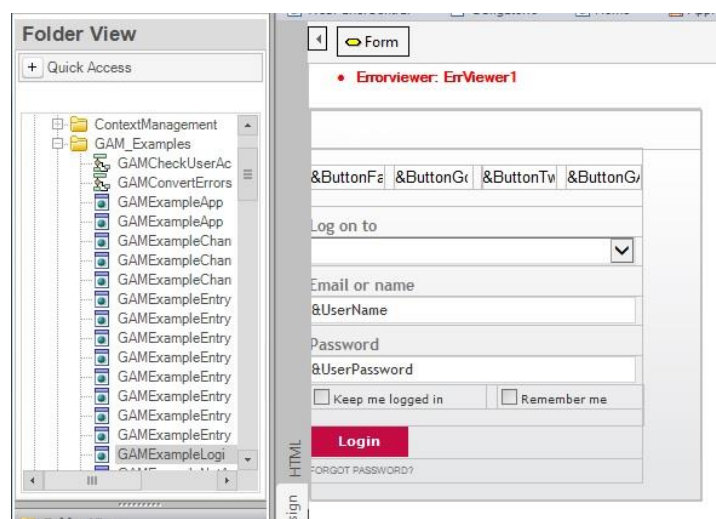 Folder View
+ Quick Access
ContextManagement
GAM_Examples
GAMCheckUserAc
GAMConvertErrors
GAMExampleApp
GAMExampleApp
GAMExampleChan
GAMExampleChan
GAMExampleChan
GAMExampleEntry
GAMExampleEntry
GAMExampleEntry
GAMExampleEntry
GAMExampleEntry
GAMExampleEntry
GAMExampleEntry
GAMExampleEntry
GAMExampleLogi
Form
Errorviewer: ErrViewer1
&ButtonFa &ButtonGo &ButtonTw &ButtonGA
Log on to
Email or name
&UserName
Password
&UserPassword
Keep me logged in Remember me
Login
FORGOT PASSWORD?
HTML
sign